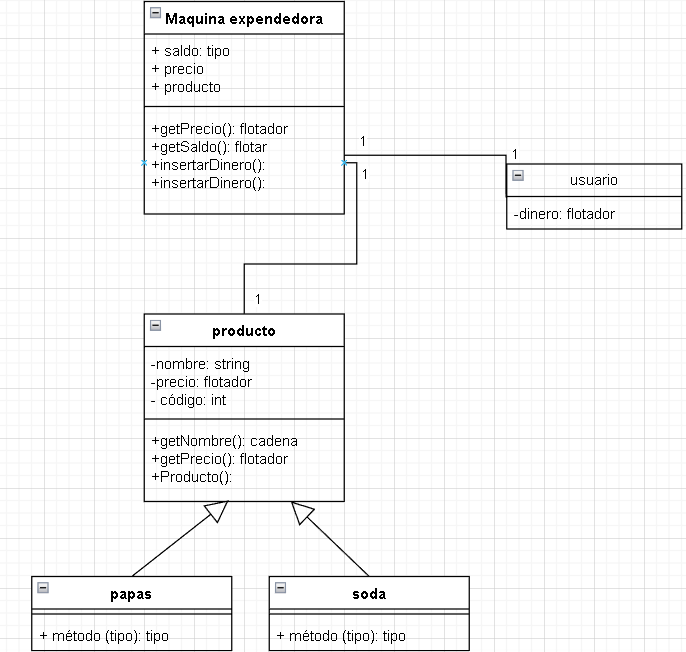 Maquina expendedora
+ saldo: tipo
+ precio
+ producto
+getPrecio(): flotador
+getSaldo(): flotar
+insertarDinero():
+insertarDinero():
1
1
1
usuario
-dinero: flotador
1
producto
-nombre: string
-precio: flotador
- código: int
+getNombre(): cadena
+getPrecio(): flotador
+Producto():
papas
+ método (tipo): tipo
soda
+ método (tipo): tipo